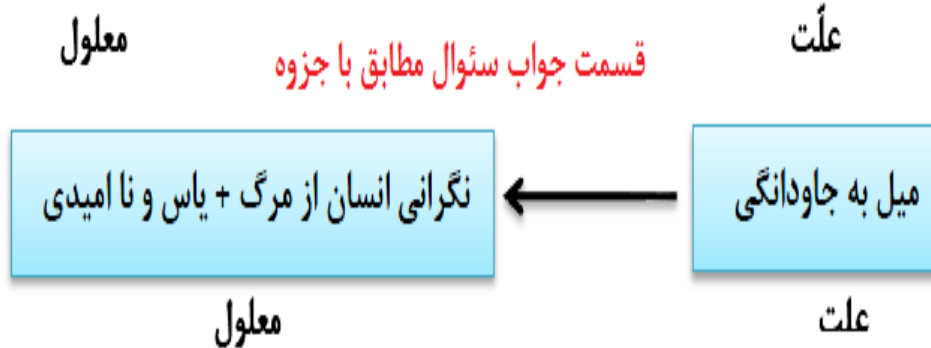 علّت
معلول
قسمت جواب سئوال مطابق با جزوه
میل به جاودانگی
نگرانی انسان از مرگ + یاس و نا امیدی
علت
معلول